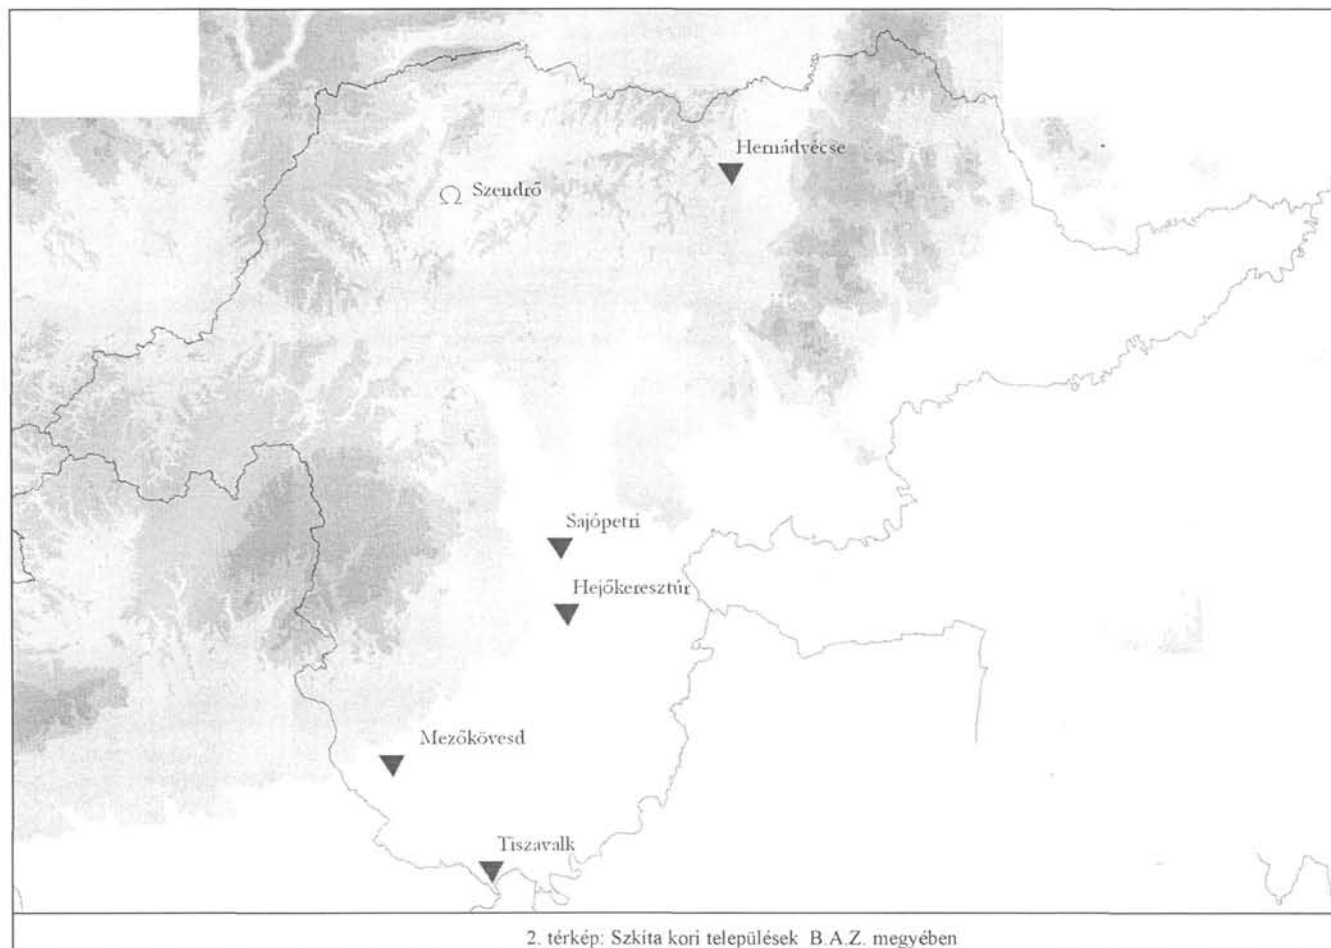 Hernádvécse
Szendrő
Sajópetri
Hejőkeresztúr
Mezőkövesd
Tiszavalk
2. térkép: Szkíta kori települések B.A.Z. megyében